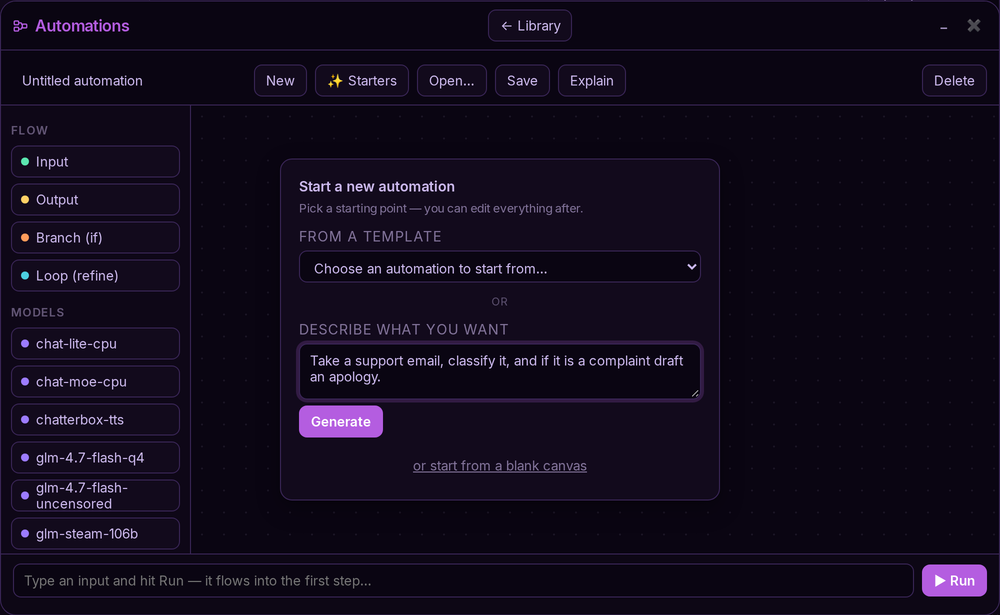 Automations
← Library
Untitled automation
New
✨ Starters
Open...
Save
Explain
Delete
FLOW
Input
Output
Branch (if)
Loop (refine)
MODELS
chat-lite-cpu
chat-moe-cpu
chatterbox-tts
glm-4.7-flash-q4
glm-4.7-flash-
uncensored
glm-steam-106b
Start a new automation
Pick a starting point — you can edit everything after.
FROM A TEMPLATE
Choose an automation to start from...
OR
DESCRIBE WHAT YOU WANT
Take a support email, classify it, and if it is a complaint draft
an apology.
Generate
or start from a blank canvas
Type an input and hit Run — it flows into the first step...
▶ Run